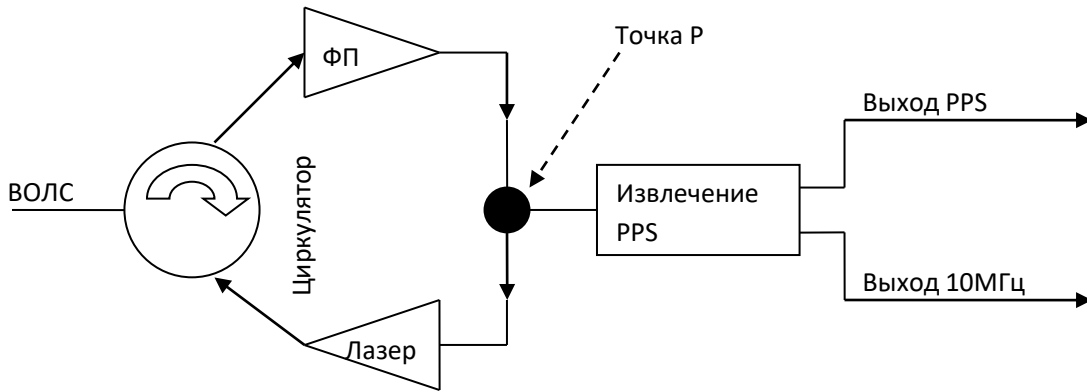 Точка P
ФП
Выход PPS
ВОЛС
Циркулятор
Извлечение
PPS
Выход 10МГц
Лазер